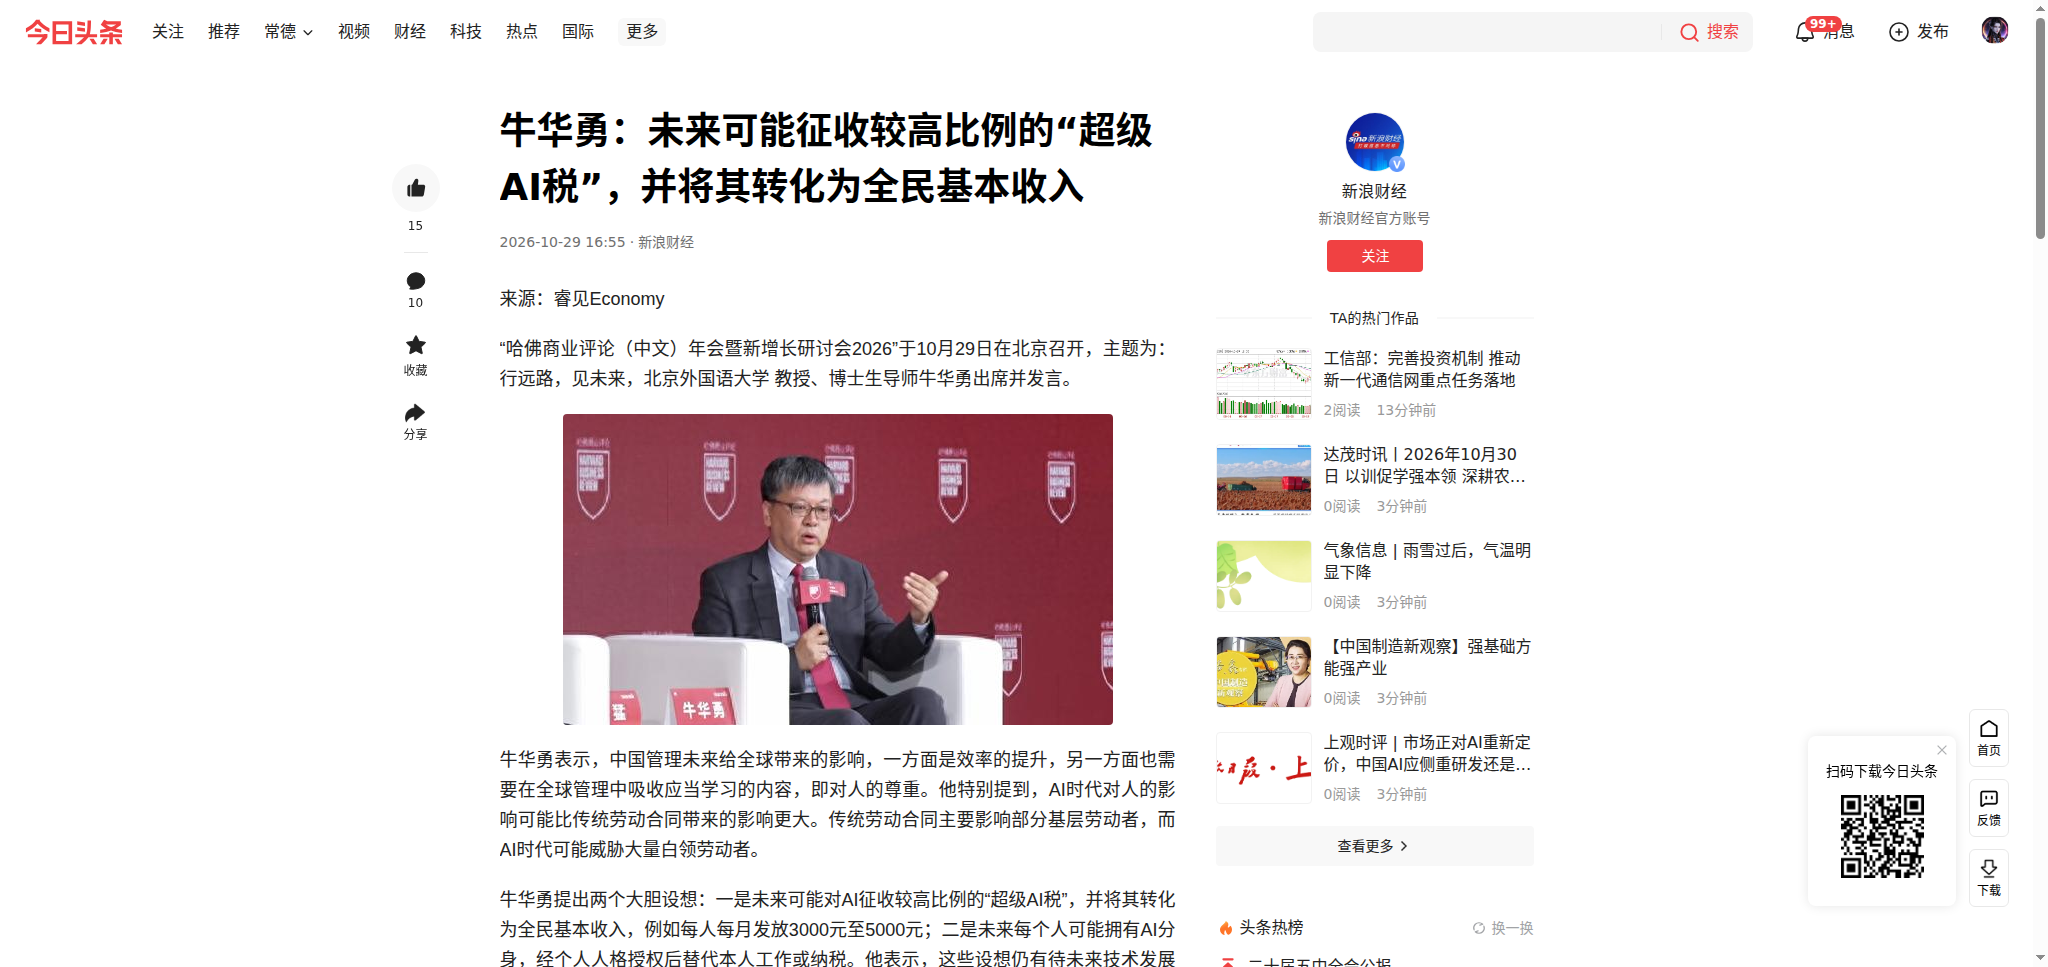 今日头条
关注 推荐 常德 视频 财经 科技 热点 国际 更多
搜索
99+
消息
发布
牛华勇：未来可能征收较高比例的“超级
AI税”，并将其转化为全民基本收入
2026-10-29 16:55 · 新浪财经
15
10
收藏
分享
来源：睿见Economy
“哈佛商业评论（中文）年会暨新增长研讨会2026”于10月29日在北京召开，主题为：
行远路，见未来，北京外国语大学 教授、博士生导师牛华勇出席并发言。
HARVARD
BUSINESS
REVIEW
HARVARD
BUSINESS
REVIEW
HARVARD
BUSINESS
REVIEW
HARVARD
BUSINESS
REVIEW
猛
牛华勇
牛华勇表示，中国管理未来给全球带来的影响，一方面是效率的提升，另一方面也需
要在全球管理中吸收应当学习的内容，即对人的尊重。他特别提到，AI时代对人的影
响可能比传统劳动合同带来的影响更大。传统劳动合同主要影响部分基层劳动者，而
AI时代可能威胁大量白领劳动者。
牛华勇提出两个大胆设想：一是未来可能对AI征收较高比例的“超级AI税”，并将其转化
为全民基本收入，例如每人每月发放3000元至5000元；二是未来每个人可能拥有AI分
身，经个人人格授权后替代本人工作或纳税。他表示，这些设想仍有待未来技术发展
sina 新浪财经
新浪财经
新浪财经官方账号
关注
TA的热门作品
工信部：完善投资机制 推动
新一代通信网重点任务落地
2阅读 13分钟前
达茂时讯丨2026年10月30
日 以训促学强本领 深耕农...
0阅读 3分钟前
气象信息 | 雨雪过后，气温明
显下降
0阅读 3分钟前
【中国制造新观察】强基础方
能强产业
0阅读 3分钟前
上观时评 | 市场正对AI重新定
价，中国AI应侧重研发还是...
0阅读 3分钟前
查看更多
头条热榜
换一换
二十届五中全会公报
扫码下载今日头条
首页
反馈
下载